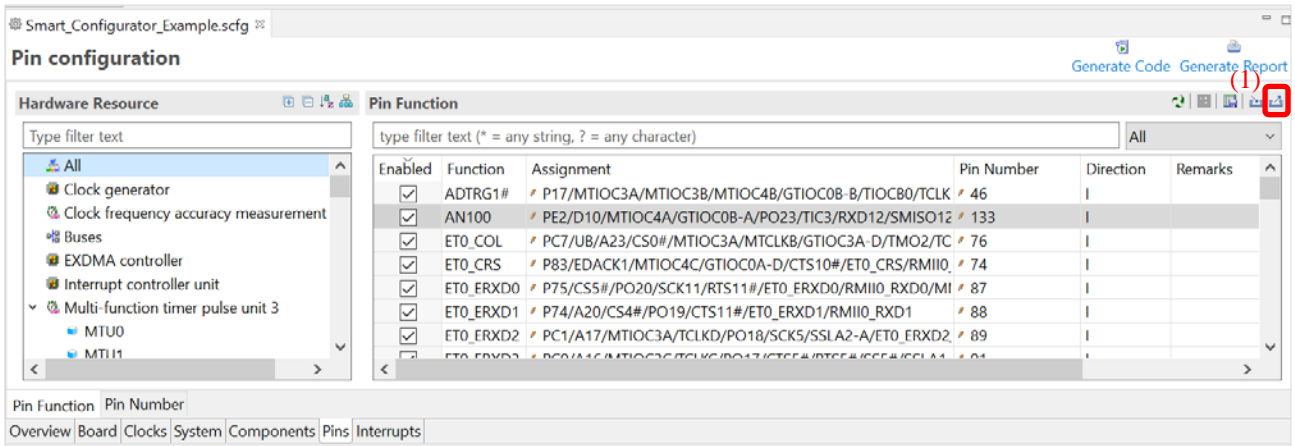 Smart_Configurator_Example.scfg
Pin configuration
Generate Code Generate Report
(1)
Hardware Resource
Pin Function
Type filter text
type filter text (* = any string, ? = any character)
All
All
Clock generator
Clock frequency accuracy measurement
Buses
EXDMA controller
Interrupt controller unit
Multi-function timer pulse unit 3
MTU0
MTU1
Enabled Function Assignment Pin Number Direction Remarks
ADTRG1# P17/MTIOC3A/MTIOC3B/MTIOC4B/GTIOC0B-B/TIOCB0/TCLK 46 I
AN100 PE2/D10/MTIOC4A/GTIOC0B-A/PO23/TIC3/RXD12/SMISO12 133 I
ET0_COL PC7/UB/A23/CS0#/MTIOC3A/MTCLKB/GTIOC3A-D/TMO2/TC 76 I
ET0_CRS P83/EDACK1/MTIOC4C/GTIOC0A-D/CTS10#/ET0_CRS/RMII0_ 74 I
ET0_ERXD0 P75/CS5#/PO20/SCK11/RTS11#/ET0_ERXD0/RMII0_RXD0/MI 87 I
ET0_ERXD1 P74/A20/CS4#/PO19/CTS11#/ET0_ERXD1/RMII0_RXD1 88 I
ET0_ERXD2 PC1/A17/MTIOC3A/TCLKD/PO18/SCK5/SSLA2-A/ET0_ERXD2, 89 I
Pin Function Pin Number
Overview Board Clocks System Components Pins Interrupts